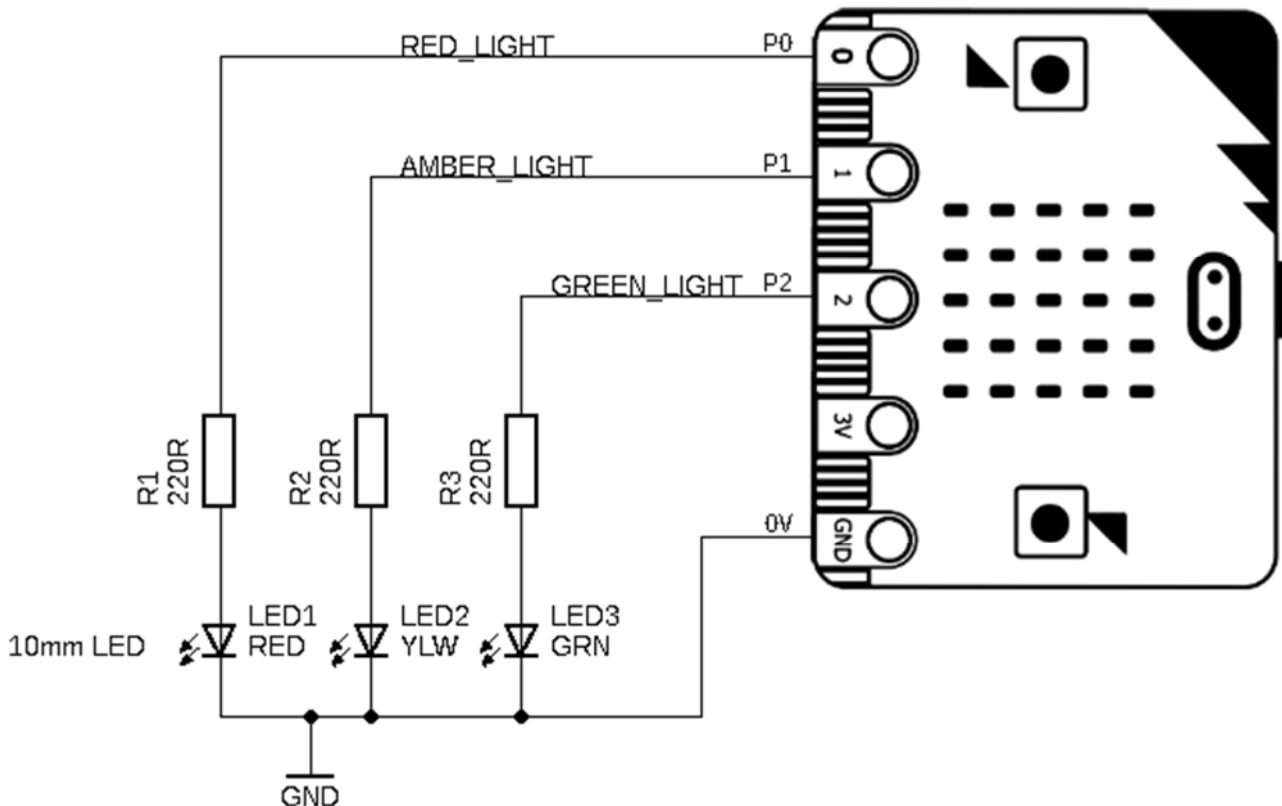 RED_LIGHT P0
0
AMBER_LIGHT P1
1
GREEN_LIGHT P2
2
3V
R1
220R
R2
220R
R3
220R
0V
GND
10mm LED
LED1
RED
LED2
YLW
LED3
GRN
GND